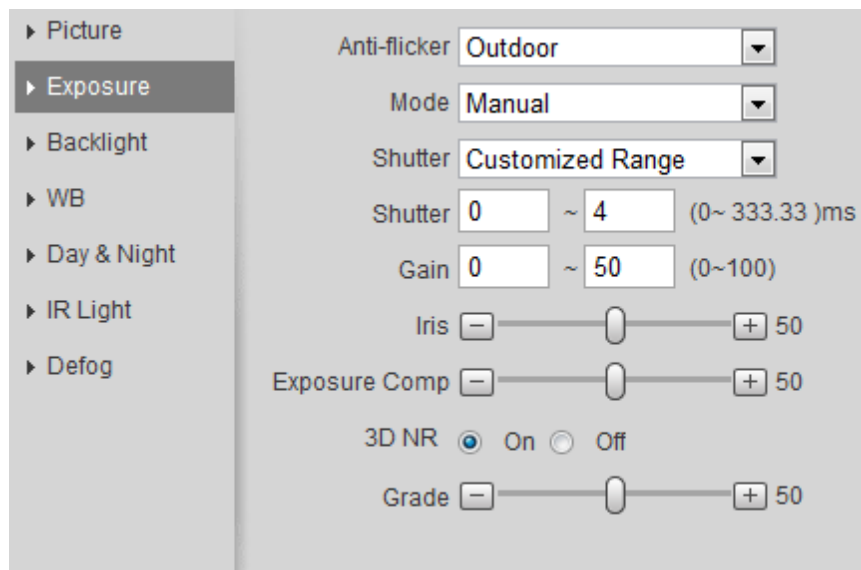 Picture
Exposure
Backlight
WB
Day & Night
IR Light
Defog
Anti-flicker Outdoor
Mode Manual
Shutter Customized Range
Shutter 0 ~ 4 (0~ 333.33 )ms
Gain 0 ~ 50 (0~100)
Iris 50
Exposure Comp 50
3D NR On Off
Grade 50